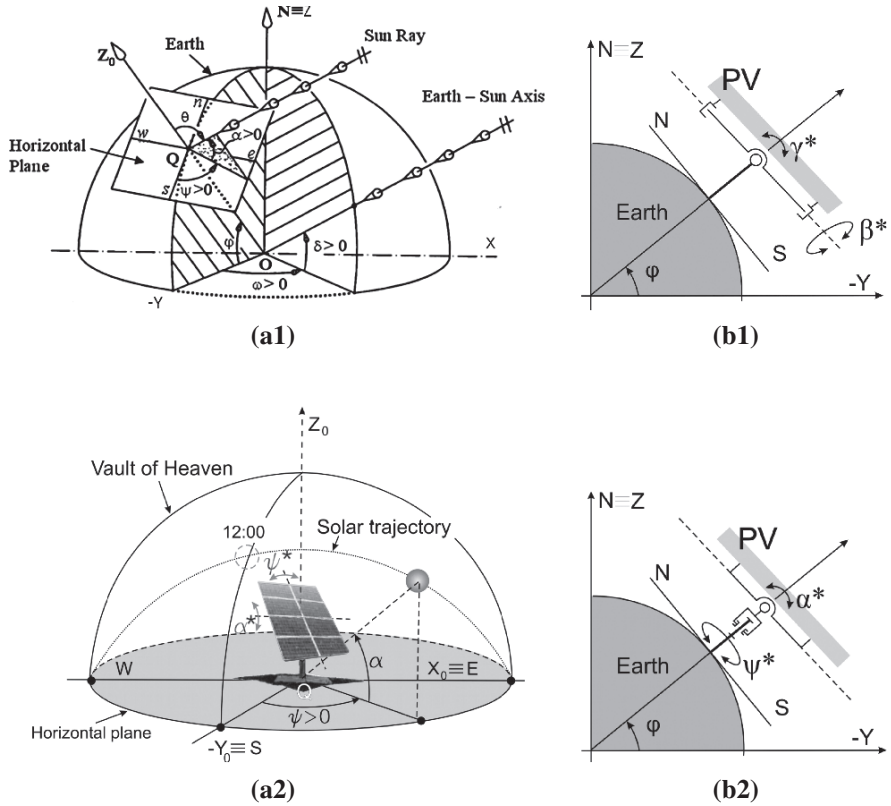 N≡Z
Z₀
Earth
Sun Ray
Earth – Sun Axis
n
θ
α>0
w
Horizontal
Plane
Q
e
s
ψ>0
φ
δ>0
X
O
ω>0
-Y
(a1)
N≡Z
PV
N
γ*
Earth
β*
S
φ
-Y
(b1)
Z₀
Vault of Heaven
12:00
Solar trajectory
ψ*
α*
W
α
X₀≡E
ψ>0
Horizontal plane
-Y₀≡S
(a2)
N≡Z
PV
N
α*
Earth
ψ*
S
φ
-Y
(b2)